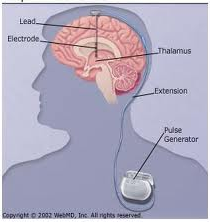 Lead
Electrode
Thalamus
Extension
Pulse
Generator
Copyright © 2002 WebMD, Inc. All rights reserved.